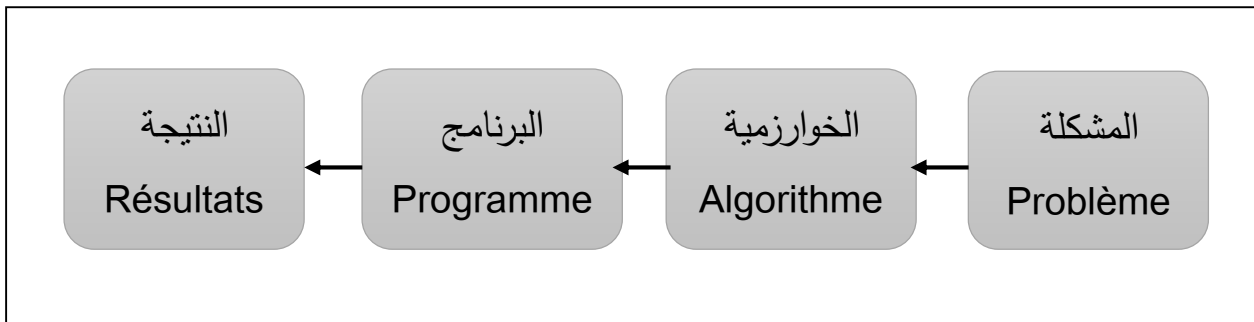 المشكلة
Problème
الخوارزمية
Algorithme
البرنامج
Programme
النتيجة
Résultats